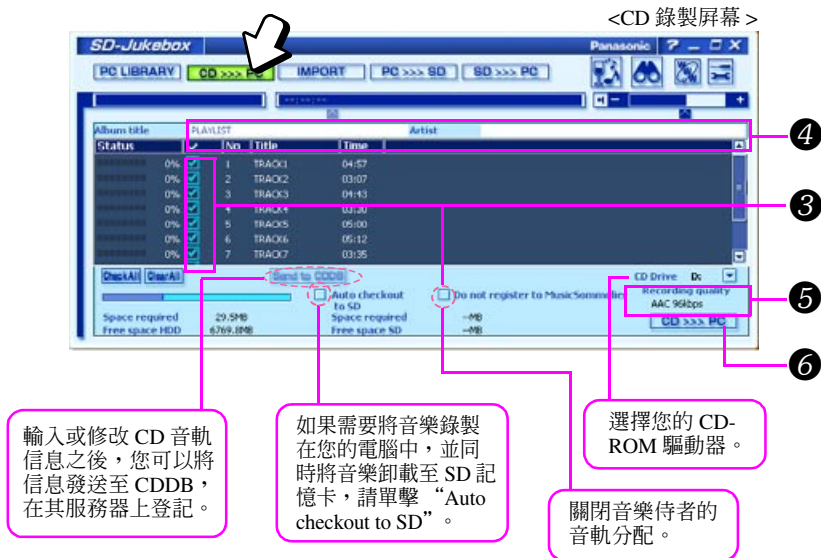 <CD 錄製屛幕 >
SD-Jukebox
Panasonic ? – □ X
PC LIBRARY CD >>> PC IMPORT PC >>> SD SD >>> PC
--:--:--
Album title PLAYLIST Artist
Status ✓ No Title Time
0% 1 TRACK1 04:57
0% 2 TRACK2 03:07
0% 3 TRACK3 04:43
0% 4 TRACK4 03:30
0% 5 TRACK5 05:00
0% 6 TRACK6 05:12
0% 7 TRACK7 03:35
CheckAll ClearAll Send to CDDB CD Drive D:
Auto checkout to SD
Do not register to MusicSommelier
Recording quality
AAC 96kbps
Space required 29.5MB Space required --MB
Free space HDD 6769.8MB Free space SD --MB
CD >>> PC
4
3
5
6
輸入或修改 CD 音軌
信息之後，您可以將
信息發送至 CDDB，
在其服務器上登記。
如果需要將音樂錄製
在您的電腦中，並同
時將音樂卸載至 SD 記
憶卡，請單擊 “Auto
checkout to SD”。
選擇您的 CD-
ROM 驅動器。
關閉音樂侍者的
音軌分配。